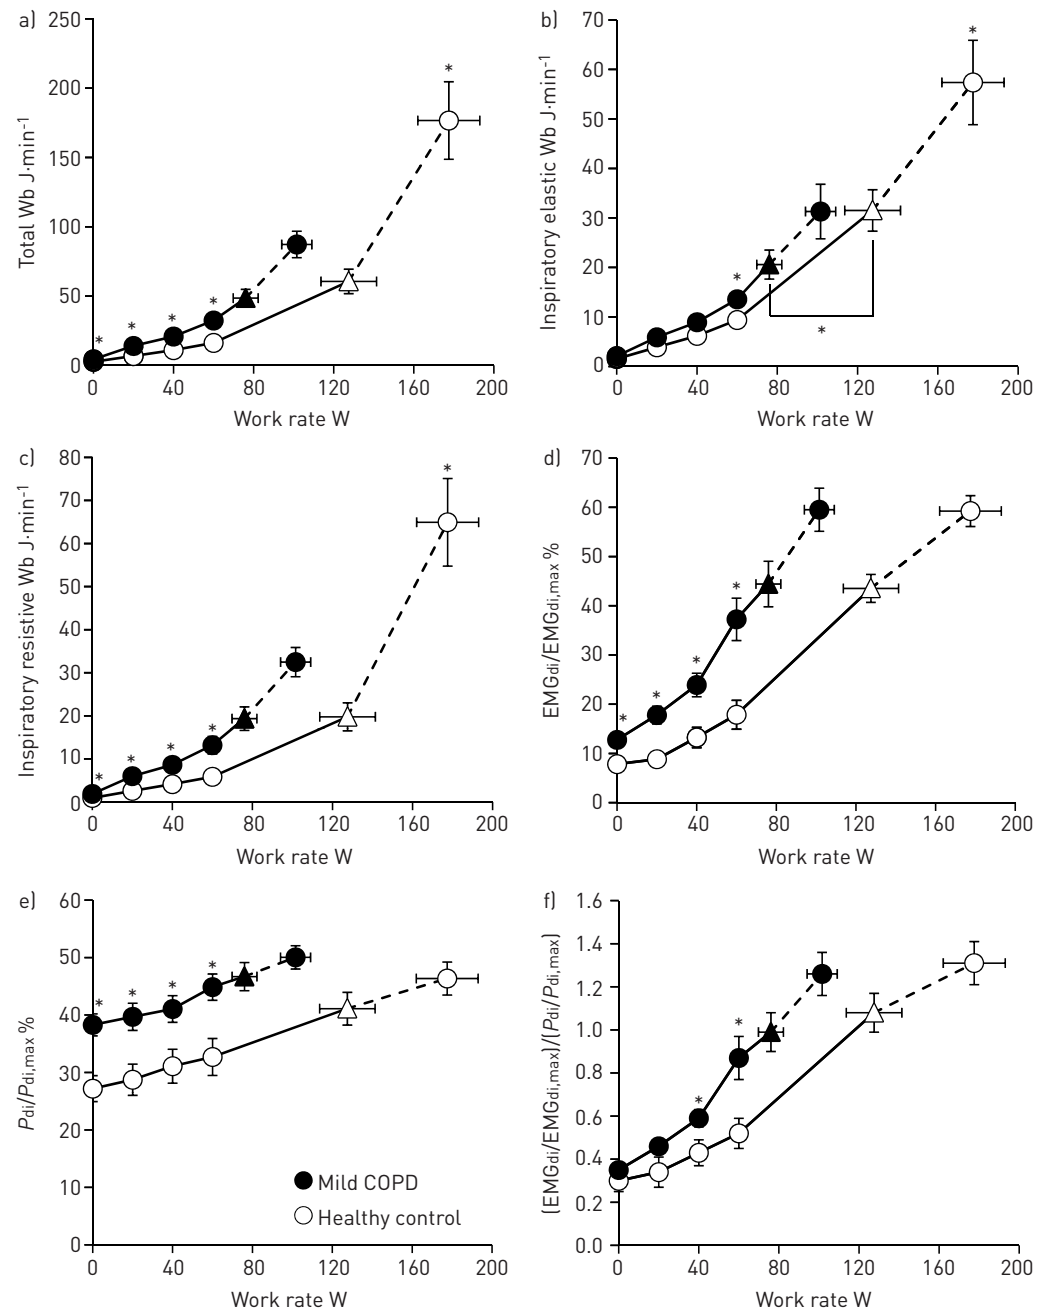 a)
Total Wb J·min⁻¹
250
200
150
100
50
0
*
*
*
*
*
0 40 80 120 160 200
Work rate W
b)
Inspiratory elastic Wb J·min⁻¹
70
60
50
40
30
20
10
0
*
*
*
0 40 80 120 160 200
Work rate W
c)
Inspiratory resistive Wb J·min⁻¹
80
70
60
50
40
30
20
10
0
*
*
*
*
*
0 40 80 120 160 200
Work rate W
d)
EMGdi/EMGdi,max %
70
60
50
40
30
20
10
0
*
*
*
*
0 40 80 120 160 200
Work rate W
e)
Pdi/Pdi,max %
60
50
40
30
20
10
0
*
*
*
*
Mild COPD
Healthy control
0 40 80 120 160 200
Work rate W
f)
(EMGdi/EMGdi,max)/(Pdi/Pdi,max)
1.6
1.4
1.2
1.0
0.8
0.6
0.4
0.2
0.0
*
*
0 40 80 120 160 200
Work rate W